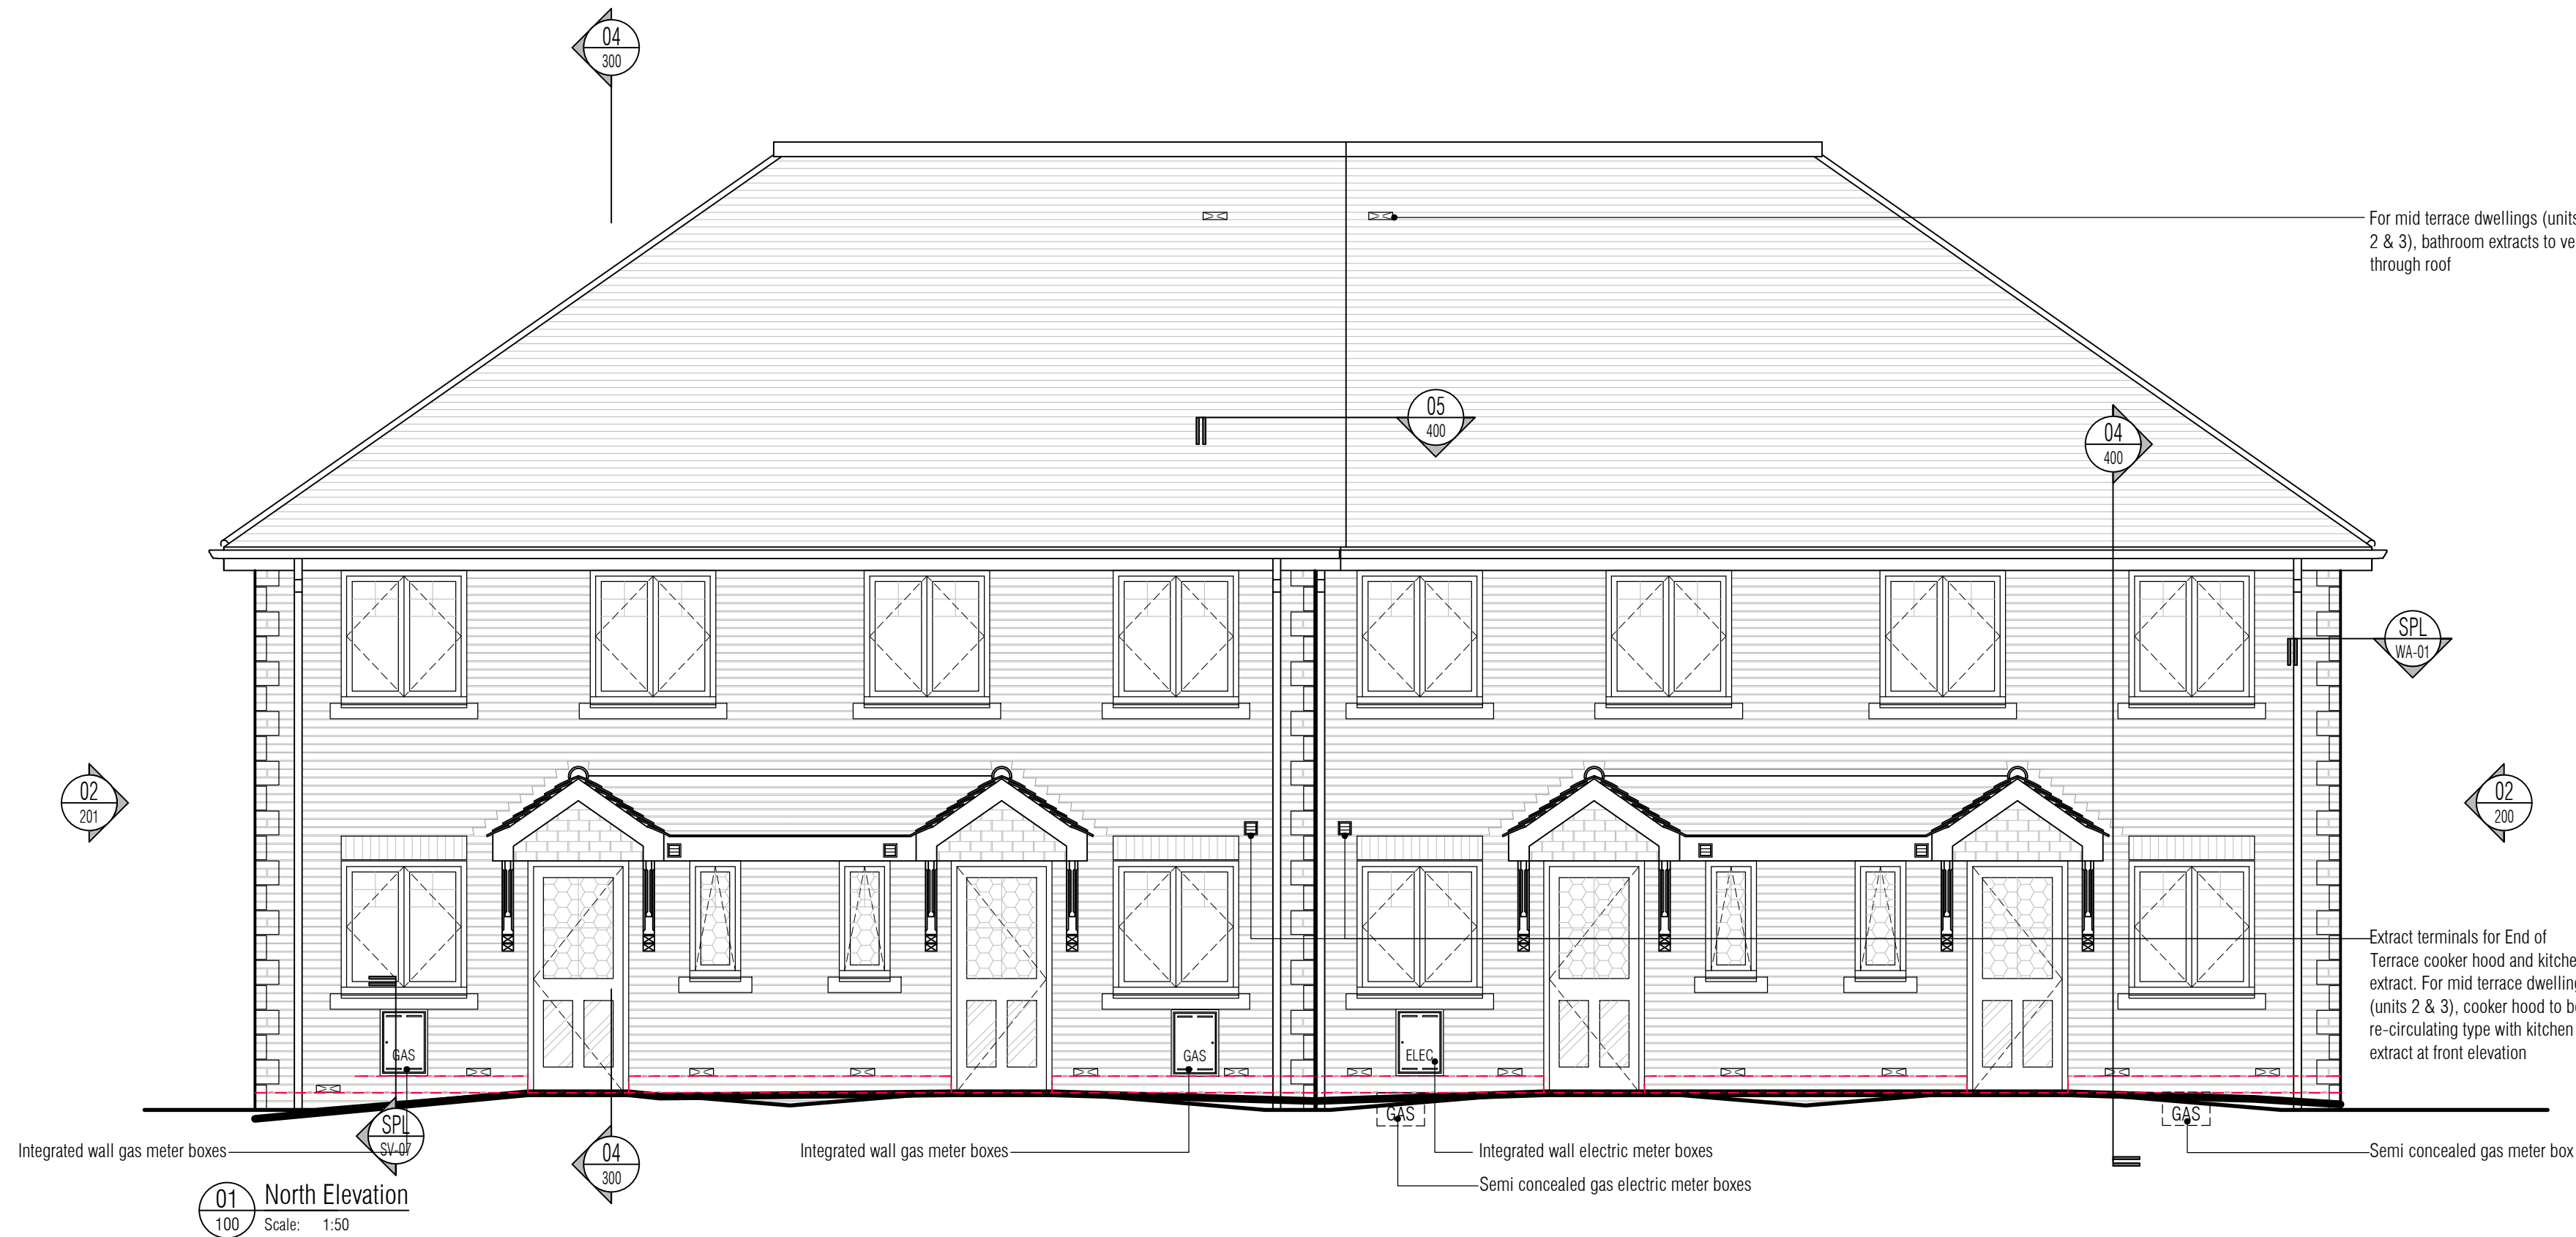 04
300
For mid terrace dwellings (units
2 & 3), bathroom extracts to ve
through roof
05
400
04
400
SPL
WA-01
02
201
02
200
Extract terminals for End of
Terrace cooker hood and kitche
extract. For mid terrace dwelling
(units 2 & 3), cooker hood to be
re-circulating type with kitchen
extract at front elevation
GAS
GAS
ELEC
GAS
GAS
SPL
SV-07
Integrated wall gas meter boxes
04
300
Integrated wall gas meter boxes
Integrated wall electric meter boxes
Semi concealed gas meter box
Semi concealed gas electric meter boxes
01
100
North Elevation
Scale: 1:50